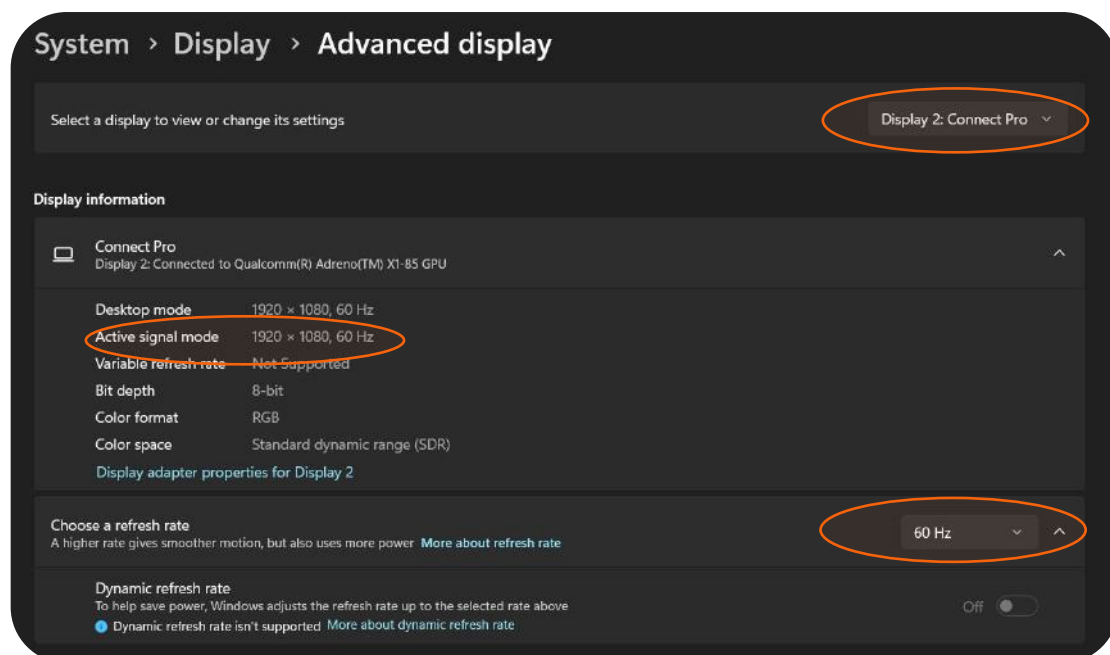 System > Display > Advanced display
Select a display to view or change its settings
Display 2: Connect Pro
Display information
Connect Pro
Display 2: Connected to Qualcomm(R) Adreno(TM) X1-85 GPU
Desktop mode 1920 × 1080, 60 Hz
Active signal mode 1920 × 1080, 60 Hz
Variable refresh rate Not Supported
Bit depth 8-bit
Color format RGB
Color space Standard dynamic range (SDR)
Display adapter properties for Display 2
Choose a refresh rate
A higher rate gives smoother motion, but also uses more power More about refresh rate
60 Hz
Dynamic refresh rate
To help save power, Windows adjusts the refresh rate up to the selected rate above
Dynamic refresh rate isn't supported More about dynamic refresh rate
Off